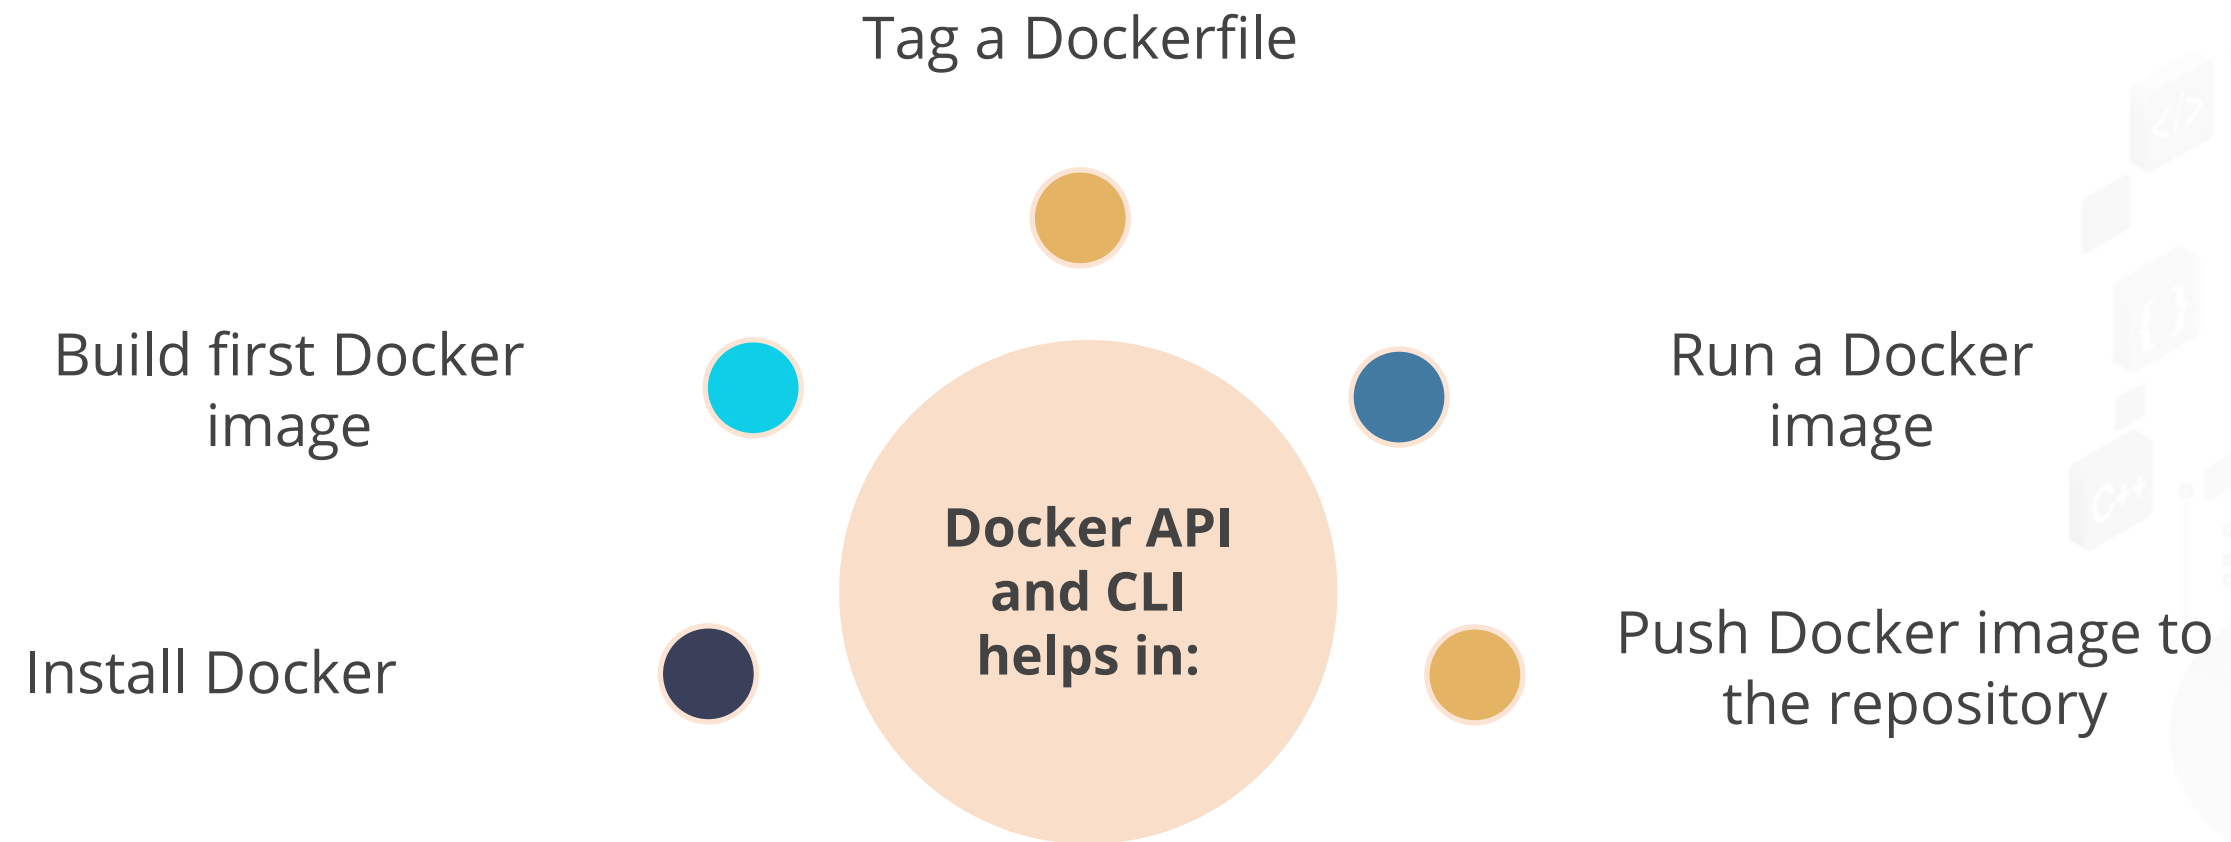 Tag a Dockerfile
Build first Docker
image
Run a Docker
image
Docker API
and CLI
helps in:
Install Docker
Push Docker image to
the repository
</>
{ }
C++